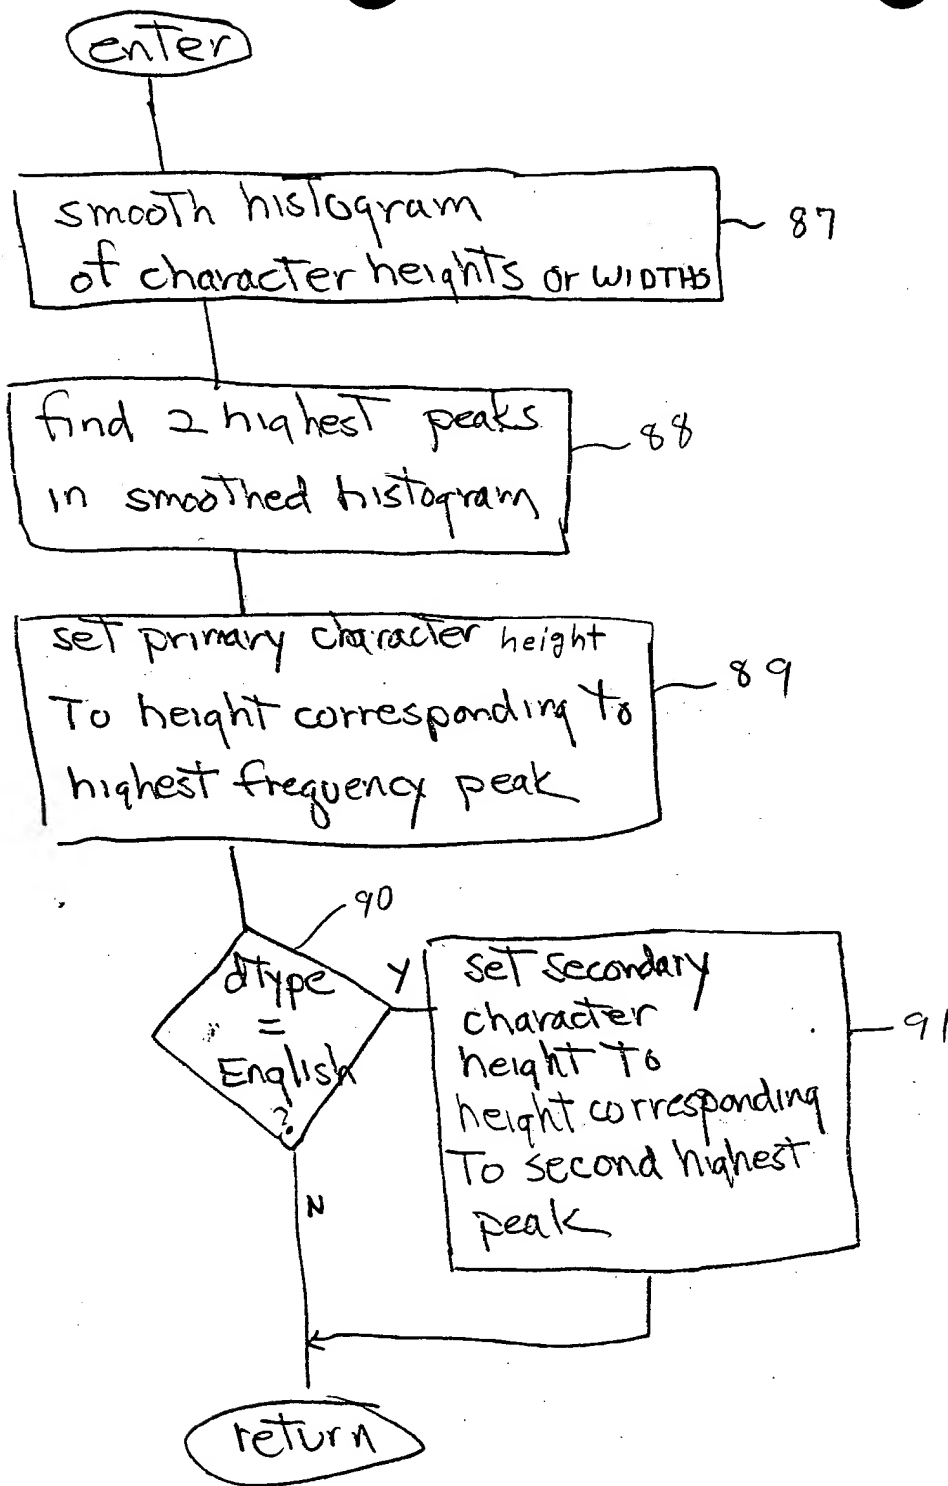 enter
smooth histogram
of character heights or WIDTHS
87
find 2 highest peaks
in smoothed histogram
88
set primary character height
To height corresponding to
highest frequency peak
89
90
dtype
=
English
?
Y
N
set secondary
character
height To
height corresponding
To second highest
peak
91
return